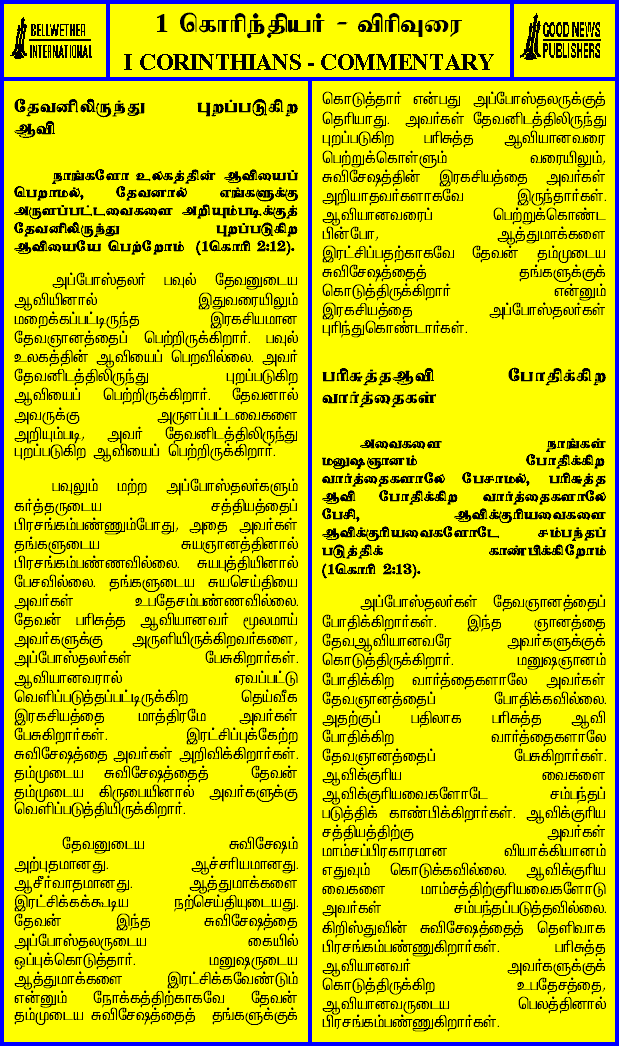 BELLWETHER
INTERNATIONAL
1 கொரிந்தியர் - விரிவுரை
I CORINTHIANS - COMMENTARY
GOOD NEWS
PUBLISHERS
தேவனிலிருந்து புறப்படுகிற
ஆவி
நாங்களோ உலகத்தின் ஆவியைப்
பெறாமல், தேவனால் எங்களுக்கு
அருளப்பட்டவைகளை அறியும்படிக்குத்
தேவனிலிருந்து புறப்படுகிற
ஆவியையே பெற்றோம் (1கொரி 2:12).
அப்போஸ்தலர் பவுல் தேவனுடைய
ஆவியினால் இதுவரையிலும்
மறைக்கப்பட்டிருந்த இரகசியமான
தேவஞானத்தைப் பெற்றிருக்கிறார். பவுல்
உலகத்தின் ஆவியைப் பெறவில்லை. அவர்
தேவனிடத்திலிருந்து புறப்படுகிற
ஆவியைப் பெற்றிருக்கிறார். தேவனால்
அவருக்கு அருளப்பட்டவைகளை
அறியும்படி, அவர் தேவனிடத்திலிருந்து
புறப்படுகிற ஆவியைப் பெற்றிருக்கிறார்.
பவுலும் மற்ற அப்போஸ்தலர்களும்
கர்த்தருடைய சத்தியத்தைப்
பிரசங்கம்பண்ணும்போது, அதை அவர்கள்
தங்களுடைய சுயஞானத்தினால்
பிரசங்கம்பண்ணவில்லை. சுயபுத்தியினால்
பேசவில்லை. தங்களுடைய சுயசெய்தியை
அவர்கள் உபதேசம்பண்ணவில்லை.
தேவன் பரிசுத்த ஆவியானவர் மூலமாய்
அவர்களுக்கு அருளியிருக்கிறவர்களை,
அப்போஸ்தலர்கள் பேசுகிறார்கள்.
ஆவியானவரால் ஏவப்பட்டு
வெளிப்படுத்தப்பட்டிருக்கிற தெய்வீக
இரகசியத்தை மாத்திரமே அவர்கள்
பேசுகிறார்கள். இரட்சிப்புக்கேற்ற
சுவிசேஷத்தை அவர்கள் அறிவிக்கிறார்கள்.
தம்முடைய சுவிசேஷத்தைத் தேவன்
தம்முடைய கிருபையினால் அவர்களுக்கு
வெளிப்படுத்தியிருக்கிறார்.
தேவனுடைய சுவிசேஷம்
அற்புதமானது. ஆச்சரியமானது.
ஆசீர்வாதமானது. ஆத்துமாக்களை
இரட்சிக்கக்கூடிய நற்செய்தியுடையது.
தேவன் இந்த சுவிசேஷத்தை
அப்போஸ்தலருடைய கையில்
ஒப்புக்கொடுத்தார். மனுஷருடைய
ஆத்துமாக்களை இரட்சிக்கவேண்டும்
என்னும் நோக்கத்திற்காகவே தேவன்
தம்முடைய சுவிசேஷத்தைத் தங்களுக்குக்
கொடுத்தார் என்பது அப்போஸ்தலருக்குத்
தெரியாது. அவர்கள் தேவனிடத்திலிருந்து
புறப்படுகிற பரிசுத்த ஆவியானவரை
பெற்றுக்கொள்ளும் வரையிலும்,
சுவிசேஷத்தின் இரகசியத்தை அவர்கள்
அறியாதவர்களாகவே இருந்தார்கள்.
ஆவியானவரைப் பெற்றுக்கொண்ட
பின்போ, ஆத்துமாக்களை
இரட்சிப்பதற்காகவே தேவன் தம்முடைய
சுவிசேஷத்தைத் தங்களுக்குக்
கொடுத்திருக்கிறார் என்னும்
இரகசியத்தை அப்போஸ்தலர்கள்
புரிந்துகொண்டார்கள்.
பரிசுத்தஆவி போதிக்கிற
வார்த்தைகள்
அவைகளை நாங்கள்
மனுஷஞானம் போதிக்கிற
வார்த்தைகளாலே பேசாமல், பரிசுத்த
ஆவி போதிக்கிற வார்த்தைகளாலே
பேசி, ஆவிக்குரியவைகளை
ஆவிக்குரியவைகளோடே சம்பந்தப்
படுத்திக் காண்பிக்கிறோம்
(1கொரி 2:13).
அப்போஸ்தலர்கள் தேவஞானத்தைப்
போதிக்கிறார்கள். இந்த ஞானத்தை
தேவஆவியானவரே அவர்களுக்குக்
கொடுத்திருக்கிறார். மனுஷஞானம்
போதிக்கிற வார்த்தைகளாலே அவர்கள்
தேவஞானத்தைப் போதிக்கவில்லை.
அதற்குப் பதிலாக பரிசுத்த ஆவி
போதிக்கிற வார்த்தைகளாலே
தேவஞானத்தைப் பேசுகிறார்கள்.
ஆவிக்குரிய வைகளை
ஆவிக்குரியவைகளோடே சம்பந்தப்
படுத்திக் காண்பிக்கிறார்கள். ஆவிக்குரிய
சத்தியத்திற்கு அவர்கள்
மாம்சப்பிரகாரமான வியாக்கியானம்
எதுவும் கொடுக்கவில்லை. ஆவிக்குரிய
வைகளை மாம்சத்திற்குரியவைகளோடு
அவர்கள் சம்பந்தப்படுத்தவில்லை.
கிறிஸ்துவின் சுவிசேஷத்தைத் தெளிவாக
பிரசங்கம்பண்ணுகிறார்கள். பரிசுத்த
ஆவியானவர் அவர்களுக்குக்
கொடுத்திருக்கிற உபதேசத்தை,
ஆவியானவருடைய பெலத்தினால்
பிரசங்கம்பண்ணுகிறார்கள்.